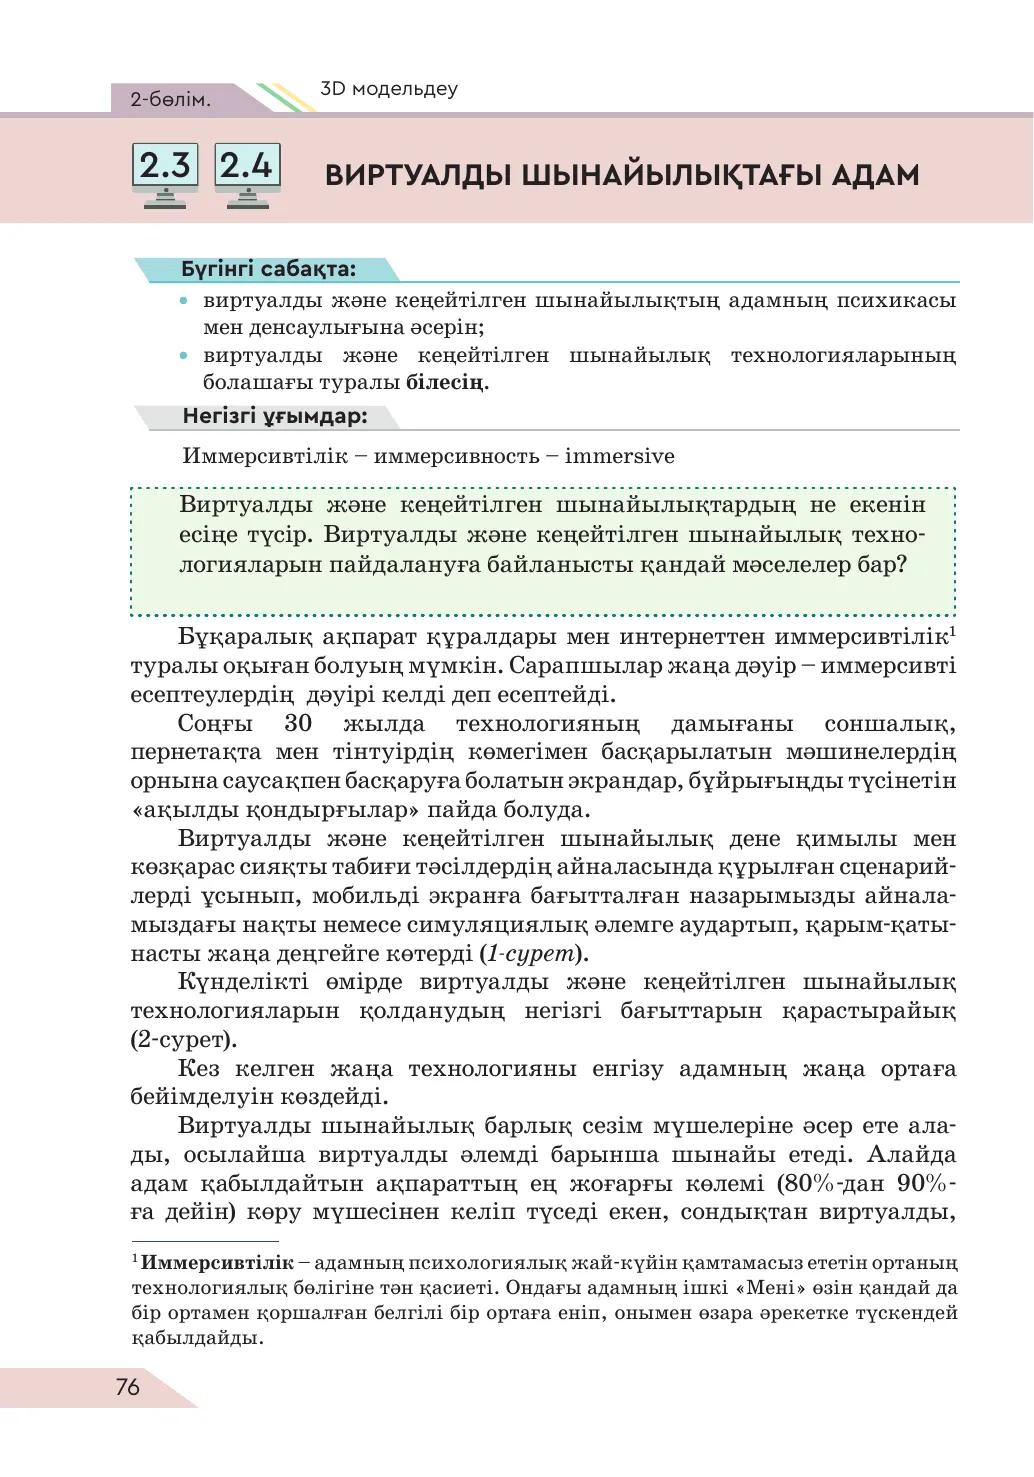 2-бөлім.
3D модельдеу
2.3 2.4 ВИРТУАЛДЫ ШЫНАЙЫЛЫҚТАҒЫ АДАМ
Бүгінгі сабақта:
• виртуалды және кеңейтілген шынайылықтың адамның психикасы
мен денсаулығына әсерін;
• виртуалды және кеңейтілген шынайылық технологияларының
болашағы туралы білесің.
Негізгі ұғымдар:
Иммерсивтілік – иммерсивность – immersive
Виртуалды және кеңейтілген шынайылықтардың не екенін
есіңе түсір. Виртуалды және кеңейтілген шынайылық техно-
логияларын пайдалануға байланысты қандай мәселелер бар?
Бұқаралық ақпарат құралдары мен интернеттен иммерсивтілік¹
туралы оқыған болуың мүмкін. Сарапшылар жаңа дәуір – иммерсивті
есептеулердің дәуірі келді деп есептейді.
Соңғы 30 жылда технологияның дамығаны соншалық,
пернетақта мен тінтуірдің көмегімен басқарылатын мәшинелердің
орнына саусақпен басқаруға болатын экрандар, бұйрығыңды түсінетін
«ақылды қондырғылар» пайда болуда.
Виртуалды және кеңейтілген шынайылық дене қимылы мен
көзқарас сияқты табиғи тәсілдердің айналасында құрылған сценарий-
лерді ұсынып, мобильді экранға бағытталған назарымызды айнала-
мыздағы нақты немесе симуляциялық әлемге аудартып, қарым-қаты-
насты жаңа деңгейге көтерді (1-сурет).
Күнделікті өмірде виртуалды және кеңейтілген шынайылық
технологияларын қолданудың негізгі бағыттарын қарастырайық
(2-сурет).
Кез келген жаңа технологияны енгізу адамның жаңа ортаға
бейімделуін көздейді.
Виртуалды шынайылық барлық сезім мүшелеріне әсер ете ала-
ды, осылайша виртуалды әлемді барынша шынайы етеді. Алайда
адам қабылдайтын ақпараттың ең жоғарғы көлемі (80%-дан 90%-
ға дейін) көру мүшесінен келіп түседі екен, сондықтан виртуалды,
¹ Иммерсивтілік – адамның психологиялық жай-күйін қамтамасыз ететін ортаның
технологиялық бөлігіне тән қасиеті. Ондағы адамның ішкі «Мені» өзін қандай да
бір ортамен қоршалған белгілі бір ортаға еніп, онымен өзара әрекетке түскендей
қабылдайды.
76